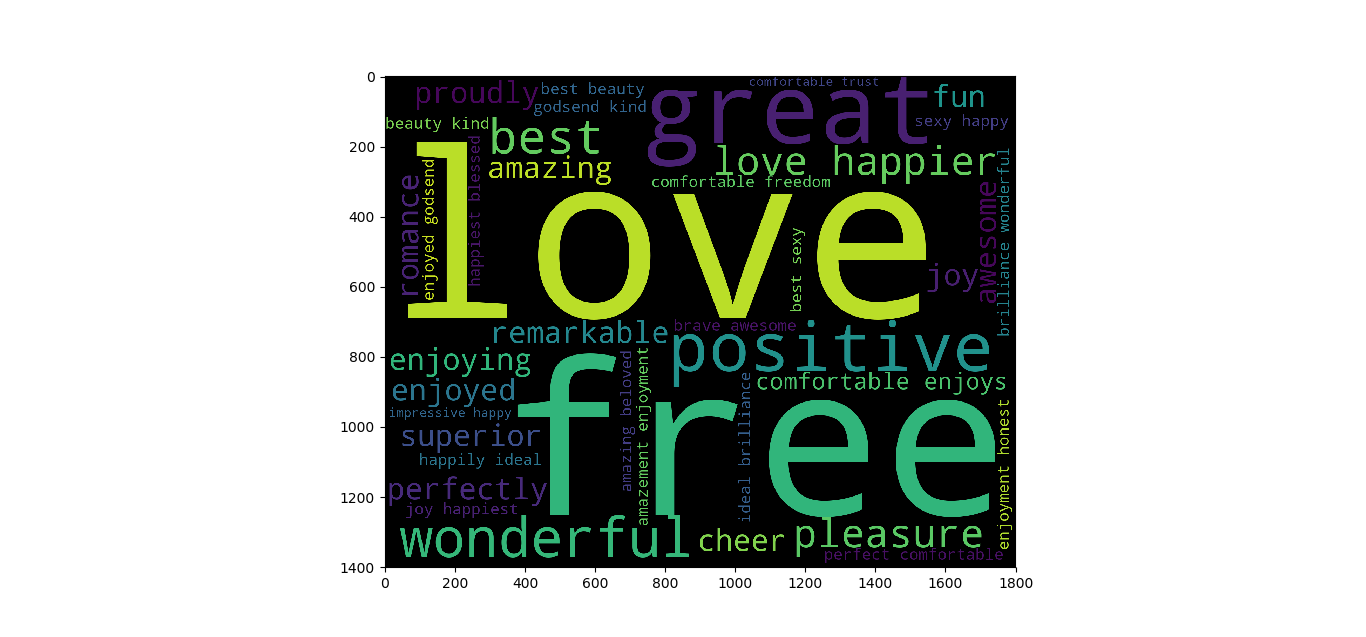 0
200
400
600
800
1000
1200
1400
0
200
400
600
800
1000
1200
1400
1600
1800
comfortable trust
proudly
best beauty
godsend kind
great
fun
sexy happy
beauty kind
best
love happier
amazing
comfortable freedom
romance
enjoyed godsend
happiest blessed
love
best sexy
joy
awesome
brilliance wonderful
remarkable
brave awesome
positive
enjoying
comfortable enjoys
enjoyed
impressive happy
superior
happily ideal
free
amazing beloved
amazement enjoyment
ideal brilliance
enjoyment honest
perfectly
joy happiest
wonderful
cheer
pleasure
perfect comfortable